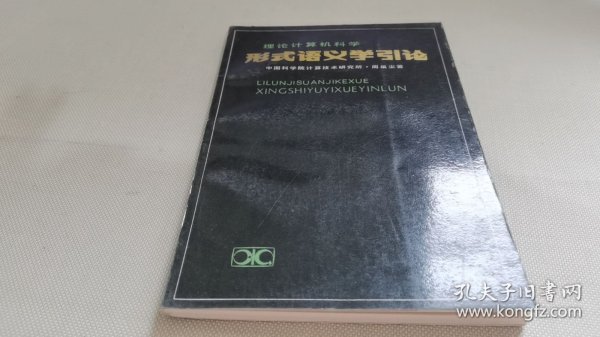 理论计算机科学
形式语义学引论
中国科学院计算技术研究所·周巢尘著
LILUNJISUANJIKEXUE
XINGSHIYUYIXUEYINLUN
孔夫子旧书网
www.kongfz.com